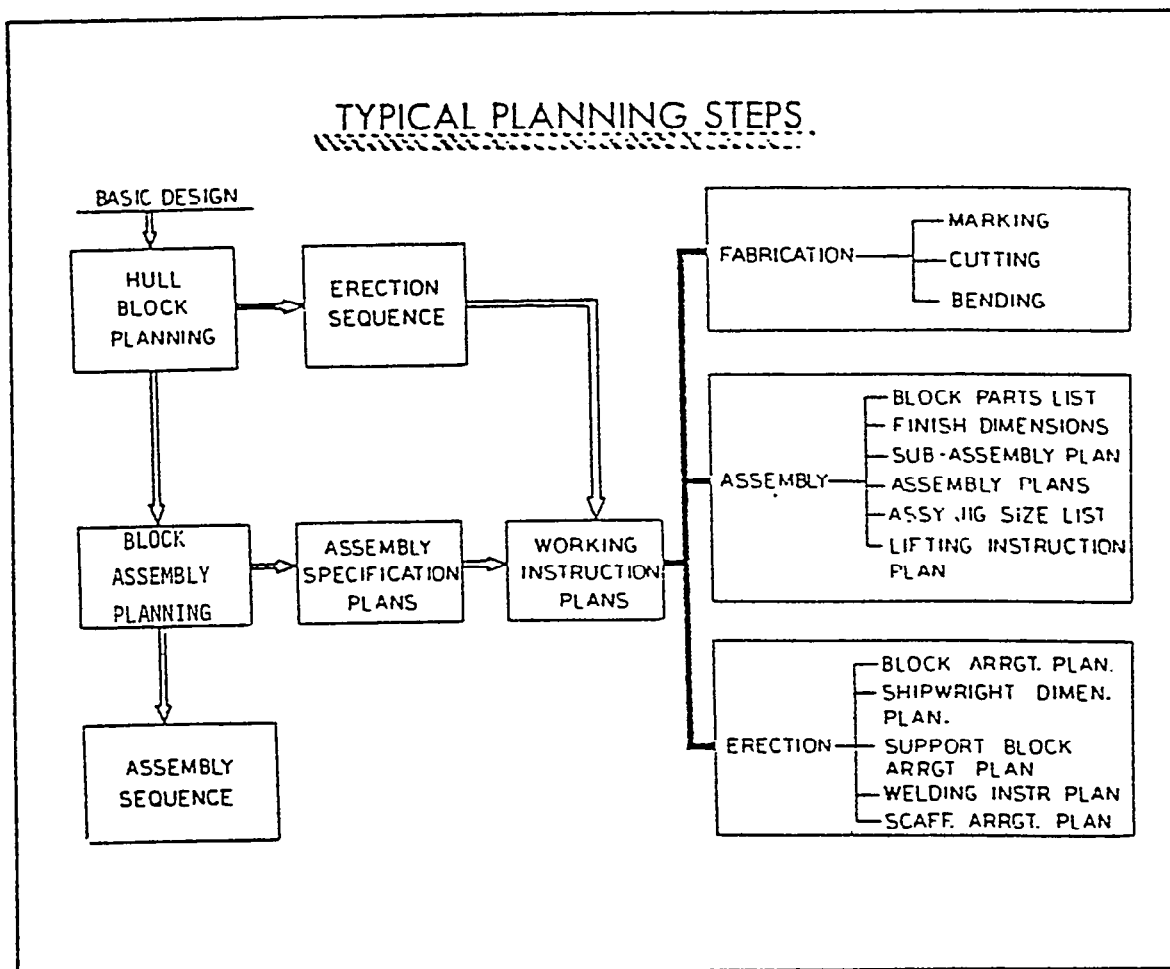 TYPICAL PLANNING STEPS
BASIC DESIGN
HULL
BLOCK
PLANNING
ERECTION
SEQUENCE
BLOCK
ASSEMBLY
PLANNING
ASSEMBLY
SPECIFICATION
PLANS
WORKING
INSTRUCTION
PLANS
ASSEMBLY
SEQUENCE
FABRICATION
MARKING
CUTTING
BENDING
ASSEMBLY
BLOCK PARTS LIST
FINISH DIMENSIONS
SUB-ASSEMBLY PLAN
ASSEMBLY PLANS
ASSY JIG SIZE LIST
LIFTING INSTRUCTION
PLAN
ERECTION
BLOCK ARRGT. PLAN.
SHIPWRIGHT DIMEN.
PLAN.
SUPPORT BLOCK
ARRGT PLAN
WELDING INSTR PLAN
SCAFF. ARRGT. PLAN